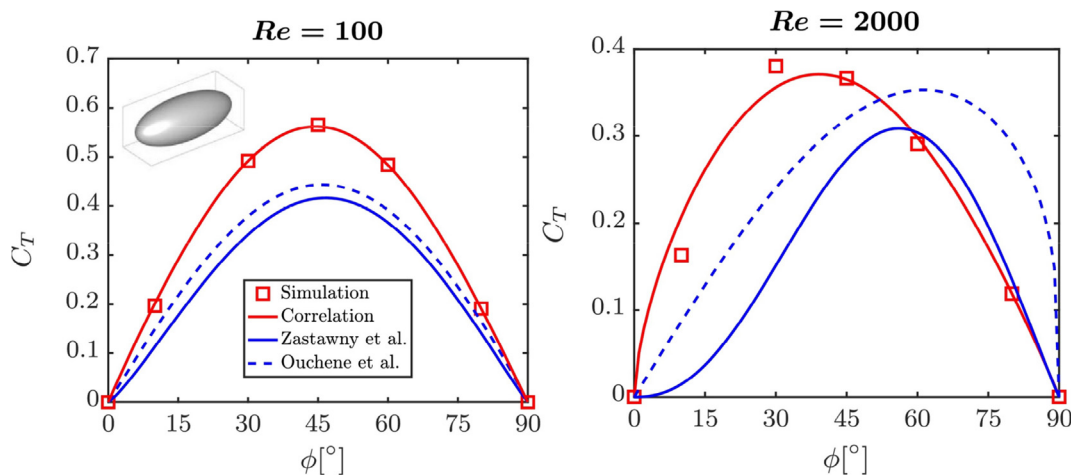 Re = 100
0.7
0.6
0.5
0.4
0.3
0.2
0.1
0
C_T
Simulation
Correlation
Zastawny et al.
Ouchene et al.
0 15 30 45 60 75 90
ϕ[°]
Re = 2000
0.4
0.3
0.2
0.1
0
C_T
0 15 30 45 60 75 90
ϕ[°]